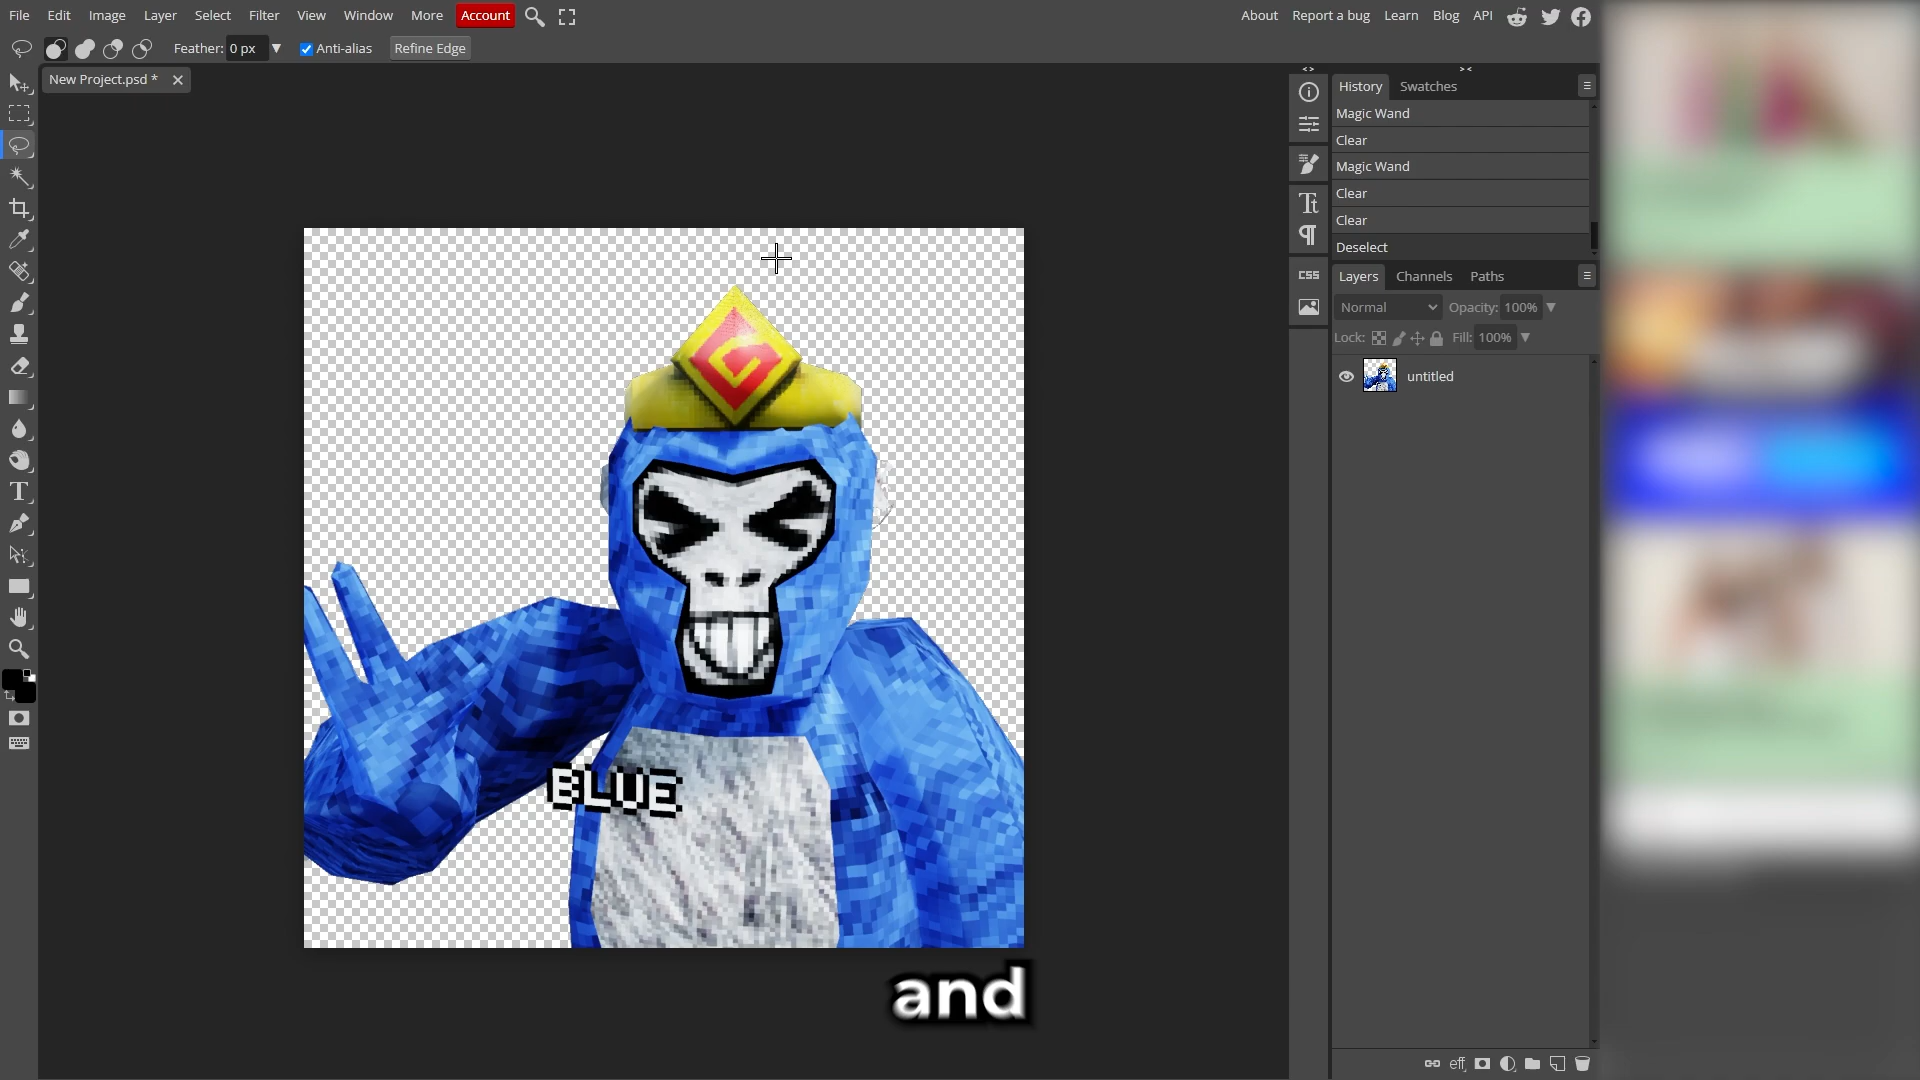 File Edit Image Layer Select Filter View Window More Account
About Report a bug Learn Blog API
Feather: 0 px Anti-alias Refine Edge
New Project.psd *
History Swatches
Magic Wand
Clear
Magic Wand
Clear
Clear
Deselect
Layers Channels Paths
Normal Opacity: 100%
Lock: Fill: 100%
untitled
CSS
BLUE
and
eff